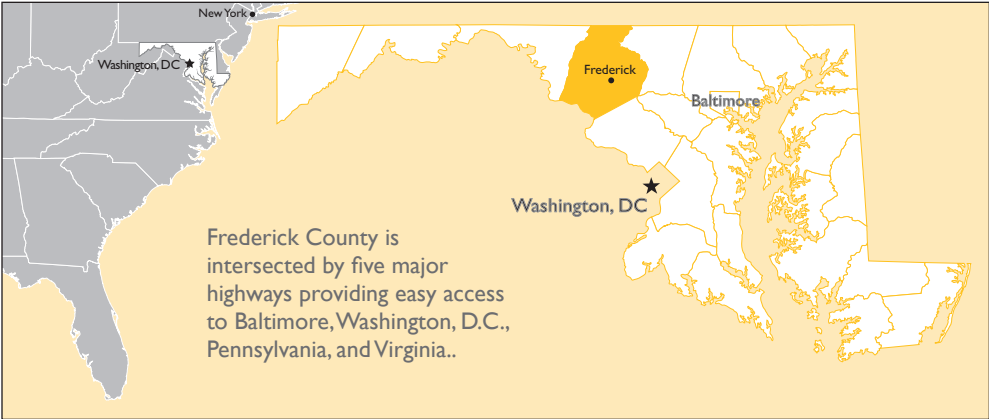 New York
Washington, DC
Frederick
Baltimore
Washington, DC
Frederick County is
intersected by five major
highways providing easy access
to Baltimore, Washington, D.C.,
Pennsylvania, and Virginia..